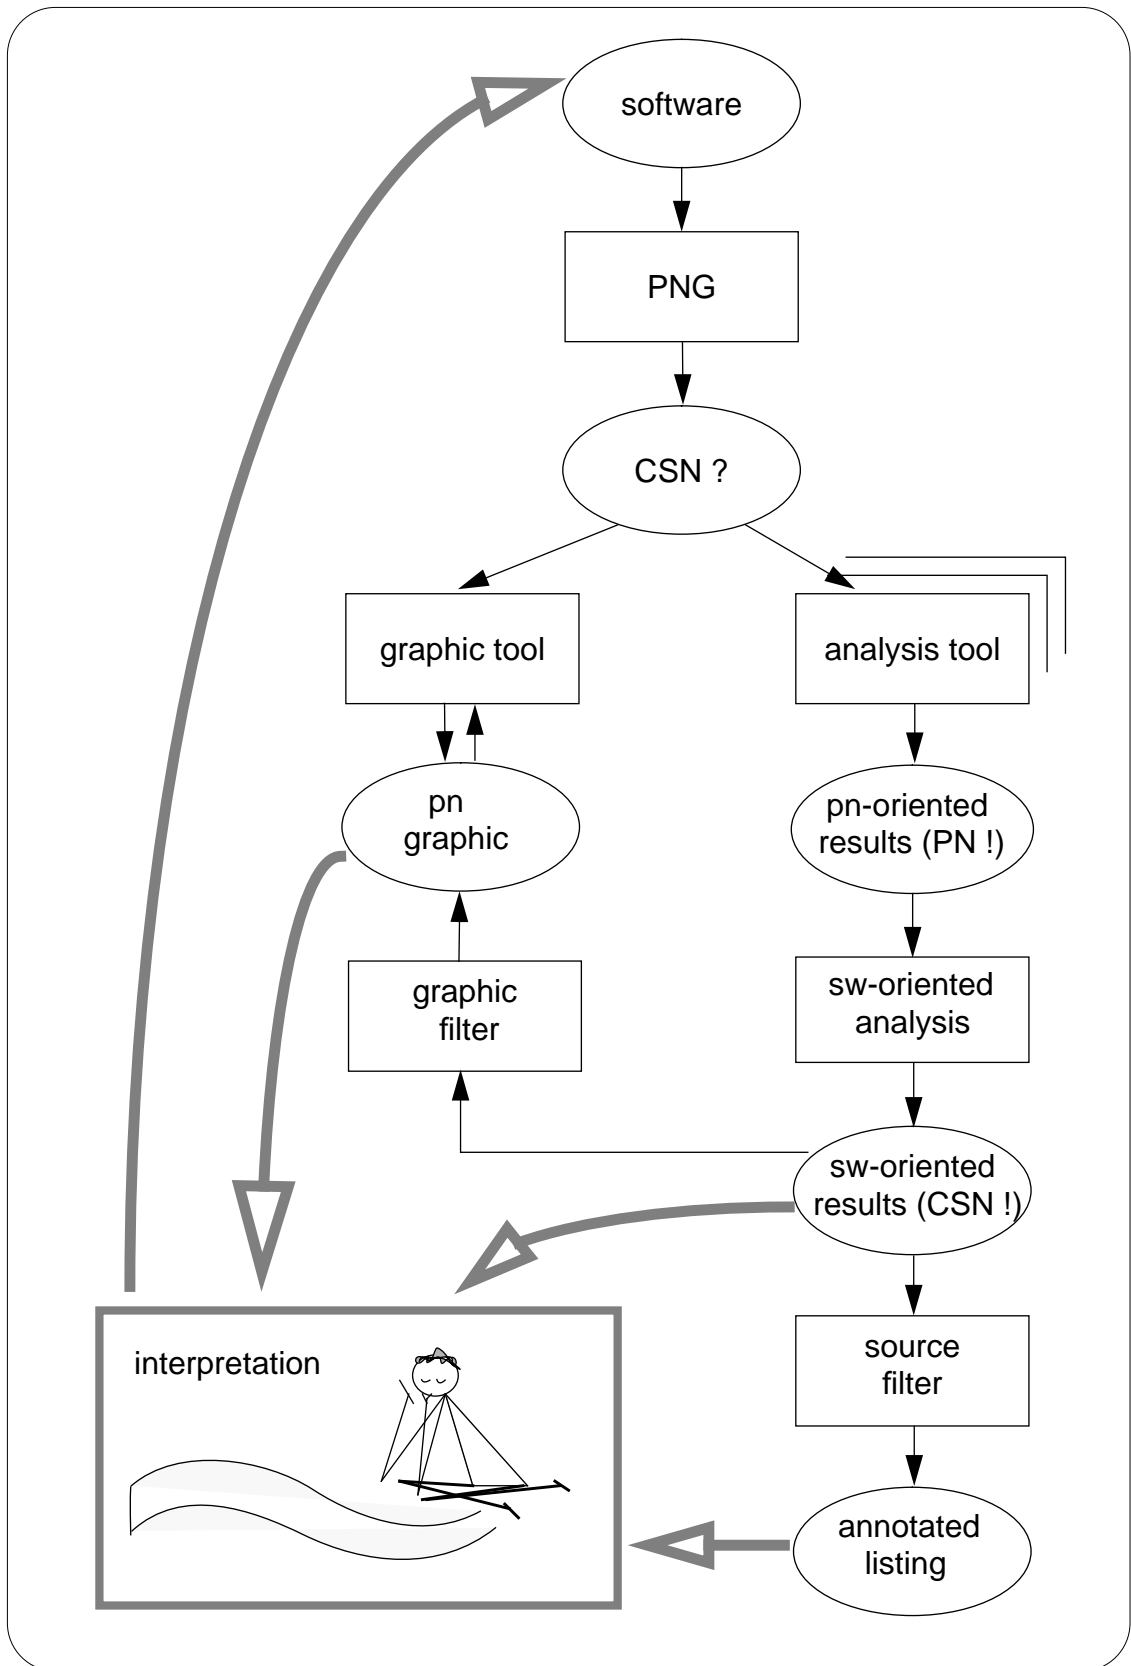 software
PNG
CSN ?
graphic tool
analysis tool
pn
graphic
pn-oriented
results (PN !)
graphic
filter
sw-oriented
analysis
sw-oriented
results (CSN !)
interpretation
source
filter
annotated
listing